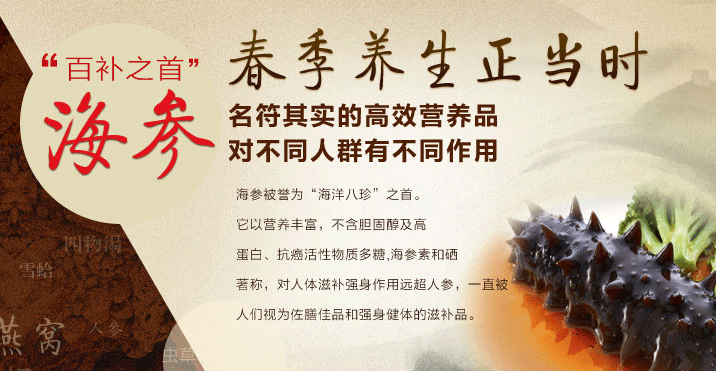 “百补之首”
海参
春季养生正当时
名符其实的高效营养品
对不同人群有不同作用
海参被誉为“海洋八珍”之首。
它以营养丰富，不含胆固醇及高
蛋白、抗癌活性物质多糖,海参素和硒
著称，对人体滋补强身作用远超人参，一直被
人们视为佐膳佳品和强身健体的滋补品。
四物湯
雪蛤
燕窝
人参
虫草